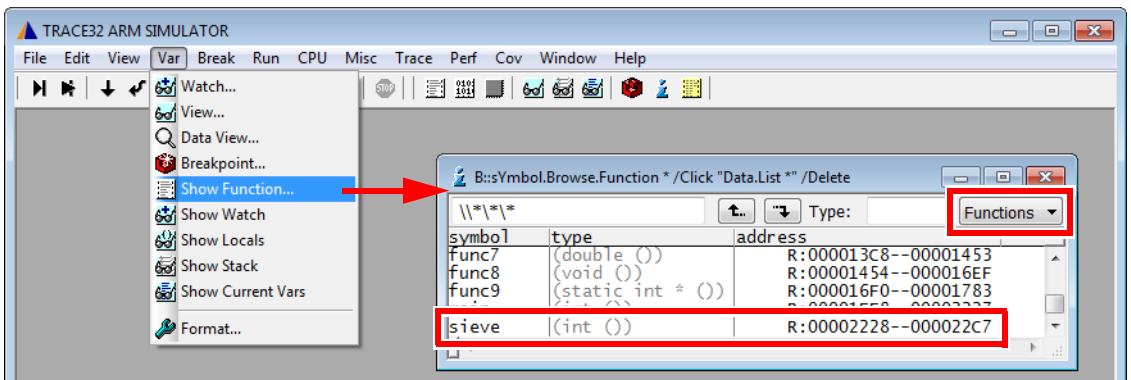 TRACE32 ARM SIMULATOR
File Edit View Var Break Run CPU Misc Trace Perf Cov Window Help
STOP
Watch...
View...
Data View...
Breakpoint...
Show Function...
Show Watch
Show Locals
Show Stack
Show Current Vars
Format...
B::sYmbol.Browse.Function * /Click "Data.List *" /Delete
\\*\*\* Type: Functions
symbol type address
func7 (double ()) R:000013C8--00001453
func8 (void ()) R:00001454--000016EF
func9 (static int * ()) R:000016F0--00001783
sieve (int ()) R:00002228--000022C7